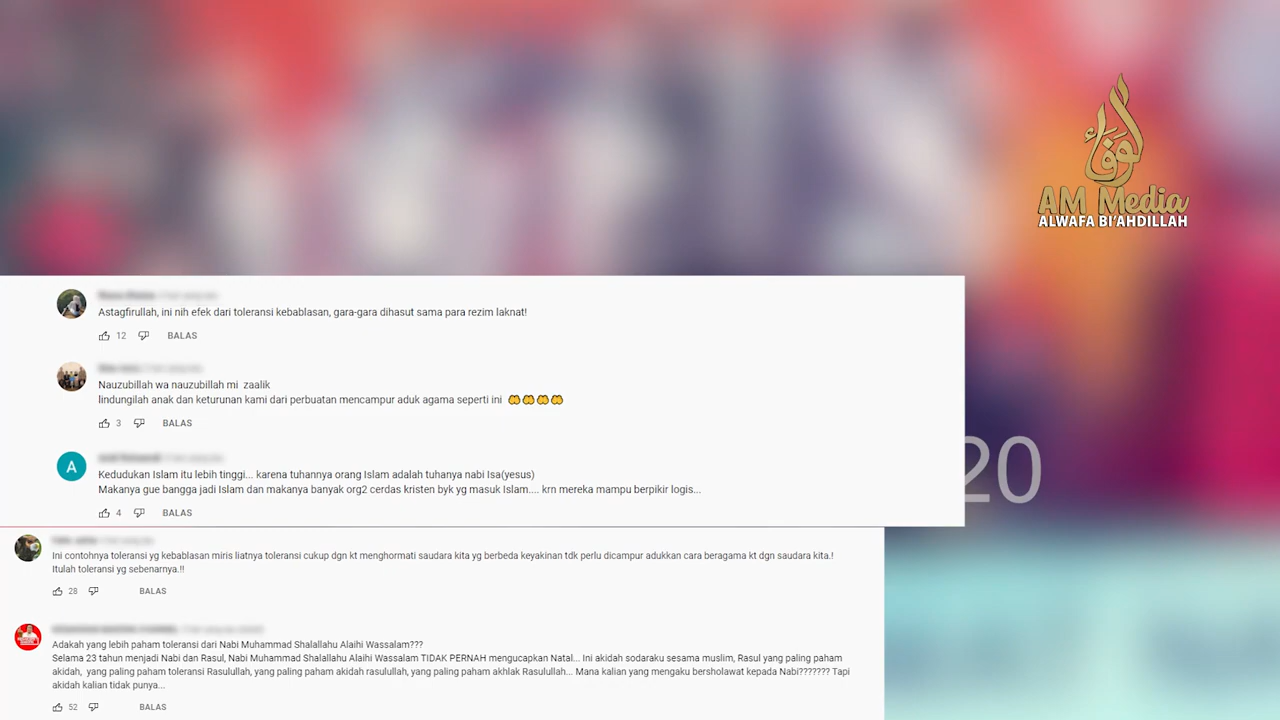 الوفاء
AM Media
ALWAFA BI'AHDILLAH
Astagfirullah, ini nih efek dari toleransi kebablasan, gara-gara dihasut sama para rezim laknat!
12 BALAS
Nauzubillah wa nauzubillah mi zaalik
lindungilah anak dan keturunan kami dari perbuatan mencampur aduk agama seperti ini 🤲🤲🤲🤲
3 BALAS
A
Kedudukan Islam itu lebih tinggi... karena tuhannya orang Islam adalah tuhanya nabi Isa(yesus)
Makanya gue bangga jadi Islam dan makanya banyak org2 cerdas kristen byk yg masuk Islam.... krn mereka mampu berpikir logis...
4 BALAS
20
Ini contohnya toleransi yg kebablasan miris liatnya toleransi cukup dgn kt menghormati saudara kita yg berbeda keyakinan tdk perlu dicampur adukkan cara beragama kt dgn saudara kita.!
Itulah toleransi yg sebenarnya.!!
28 BALAS
Adakah yang lebih paham toleransi dari Nabi Muhammad Shalallahu Alaihi Wassalam???
Selama 23 tahun menjadi Nabi dan Rasul, Nabi Muhammad Shalallahu Alaihi Wassalam TIDAK PERNAH mengucapkan Natal... Ini akidah sodaraku sesama muslim, Rasul yang paling paham
akidah, yang paling paham toleransi Rasulullah, yang paling paham akidah rasulullah, yang paling paham akhlak Rasulullah... Mana kalian yang mengaku bersholawat kepada Nabi??????? Tapi
akidah kalian tidak punya...
52 BALAS